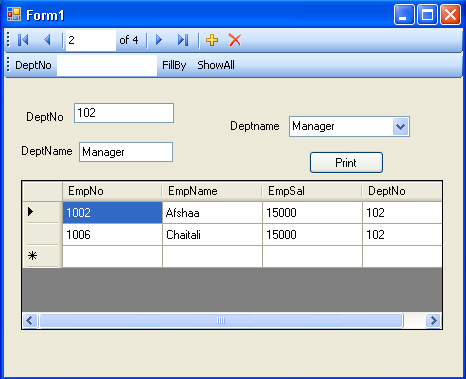 Form1
2 of 4
DeptNo FillBy ShowAll
DeptNo 102
Deptname Manager
DeptName Manager
Print
EmpNo EmpName EmpSal DeptNo
1002 Afshaa 15000 102
1006 Chaitali 15000 102